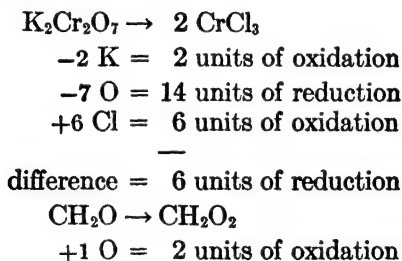 K₂Cr₂O₇ → 2 CrCl₃
−2 K = 2 units of oxidation
−7 O = 14 units of reduction
+6 Cl = 6 units of oxidation
—
difference = 6 units of reduction
CH₂O → CH₂O₂
+1 O = 2 units of oxidation